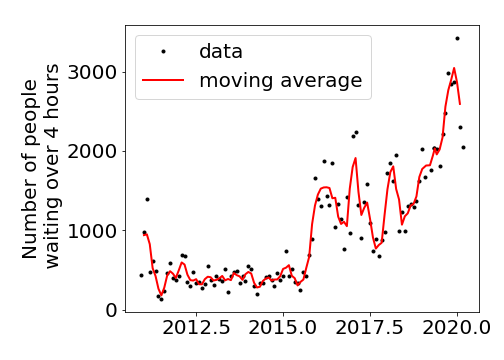 data
moving average
Number of people
waiting over 4 hours
3000
2000
1000
0
2012.5 2015.0 2017.5 2020.0